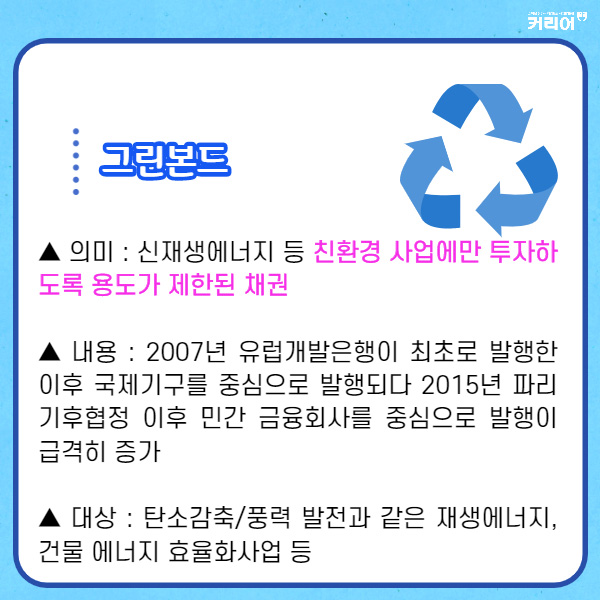 커리어
그린본드
▲ 의미 : 신재생에너지 등 친환경 사업에만 투자하
도록 용도가 제한된 채권
▲ 내용 : 2007년 유럽개발은행이 최초로 발행한
이후 국제기구를 중심으로 발행되다 2015년 파리
기후협정 이후 민간 금융회사를 중심으로 발행이
급격히 증가
▲ 대상 : 탄소감축/풍력 발전과 같은 재생에너지,
건물 에너지 효율화사업 등